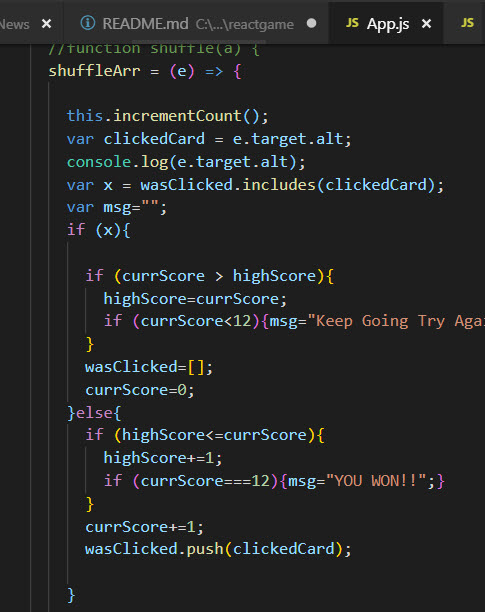 News × README.md C:\...\reactgame ● JS App.js × JS
//function shuffle(a) {
shuffleArr = (e) => {
this.incrementCount();
var clickedCard = e.target.alt;
console.log(e.target.alt);
var x = wasClicked.includes(clickedCard);
var msg="";
if (x){
if (currScore > highScore){
highScore=currScore;
if (currScore<12){msg="Keep Going Try Agai
}
wasClicked=[];
currScore=0;
}else{
if (highScore<=currScore){
highScore+=1;
if (currScore===12){msg="YOU WON!!";}
}
currScore+=1;
wasClicked.push(clickedCard);
}